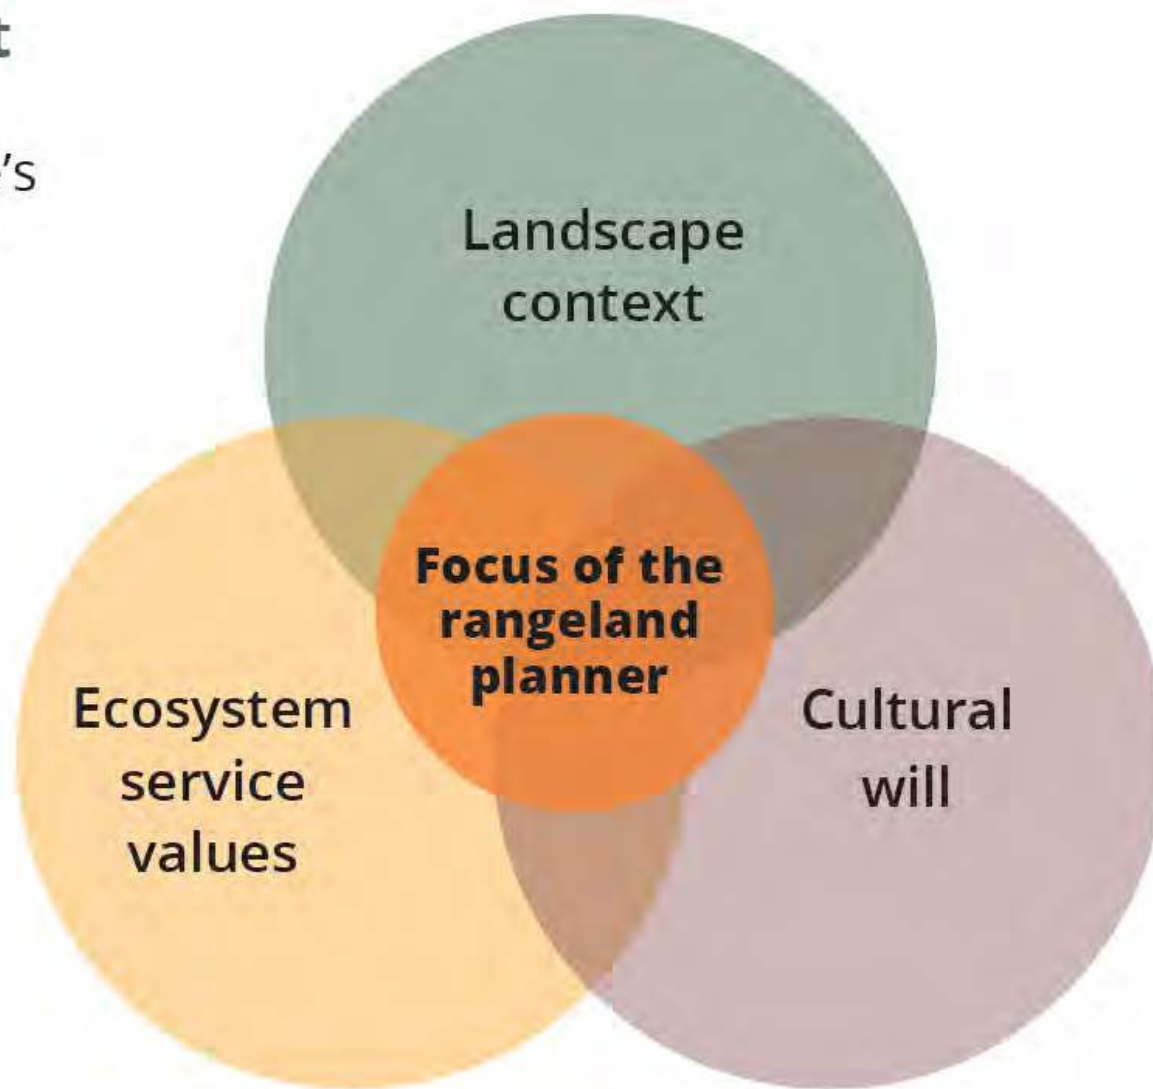 t
's
Landscape
context
Focus of the
rangeland
planner
Ecosystem
service
values
Cultural
will